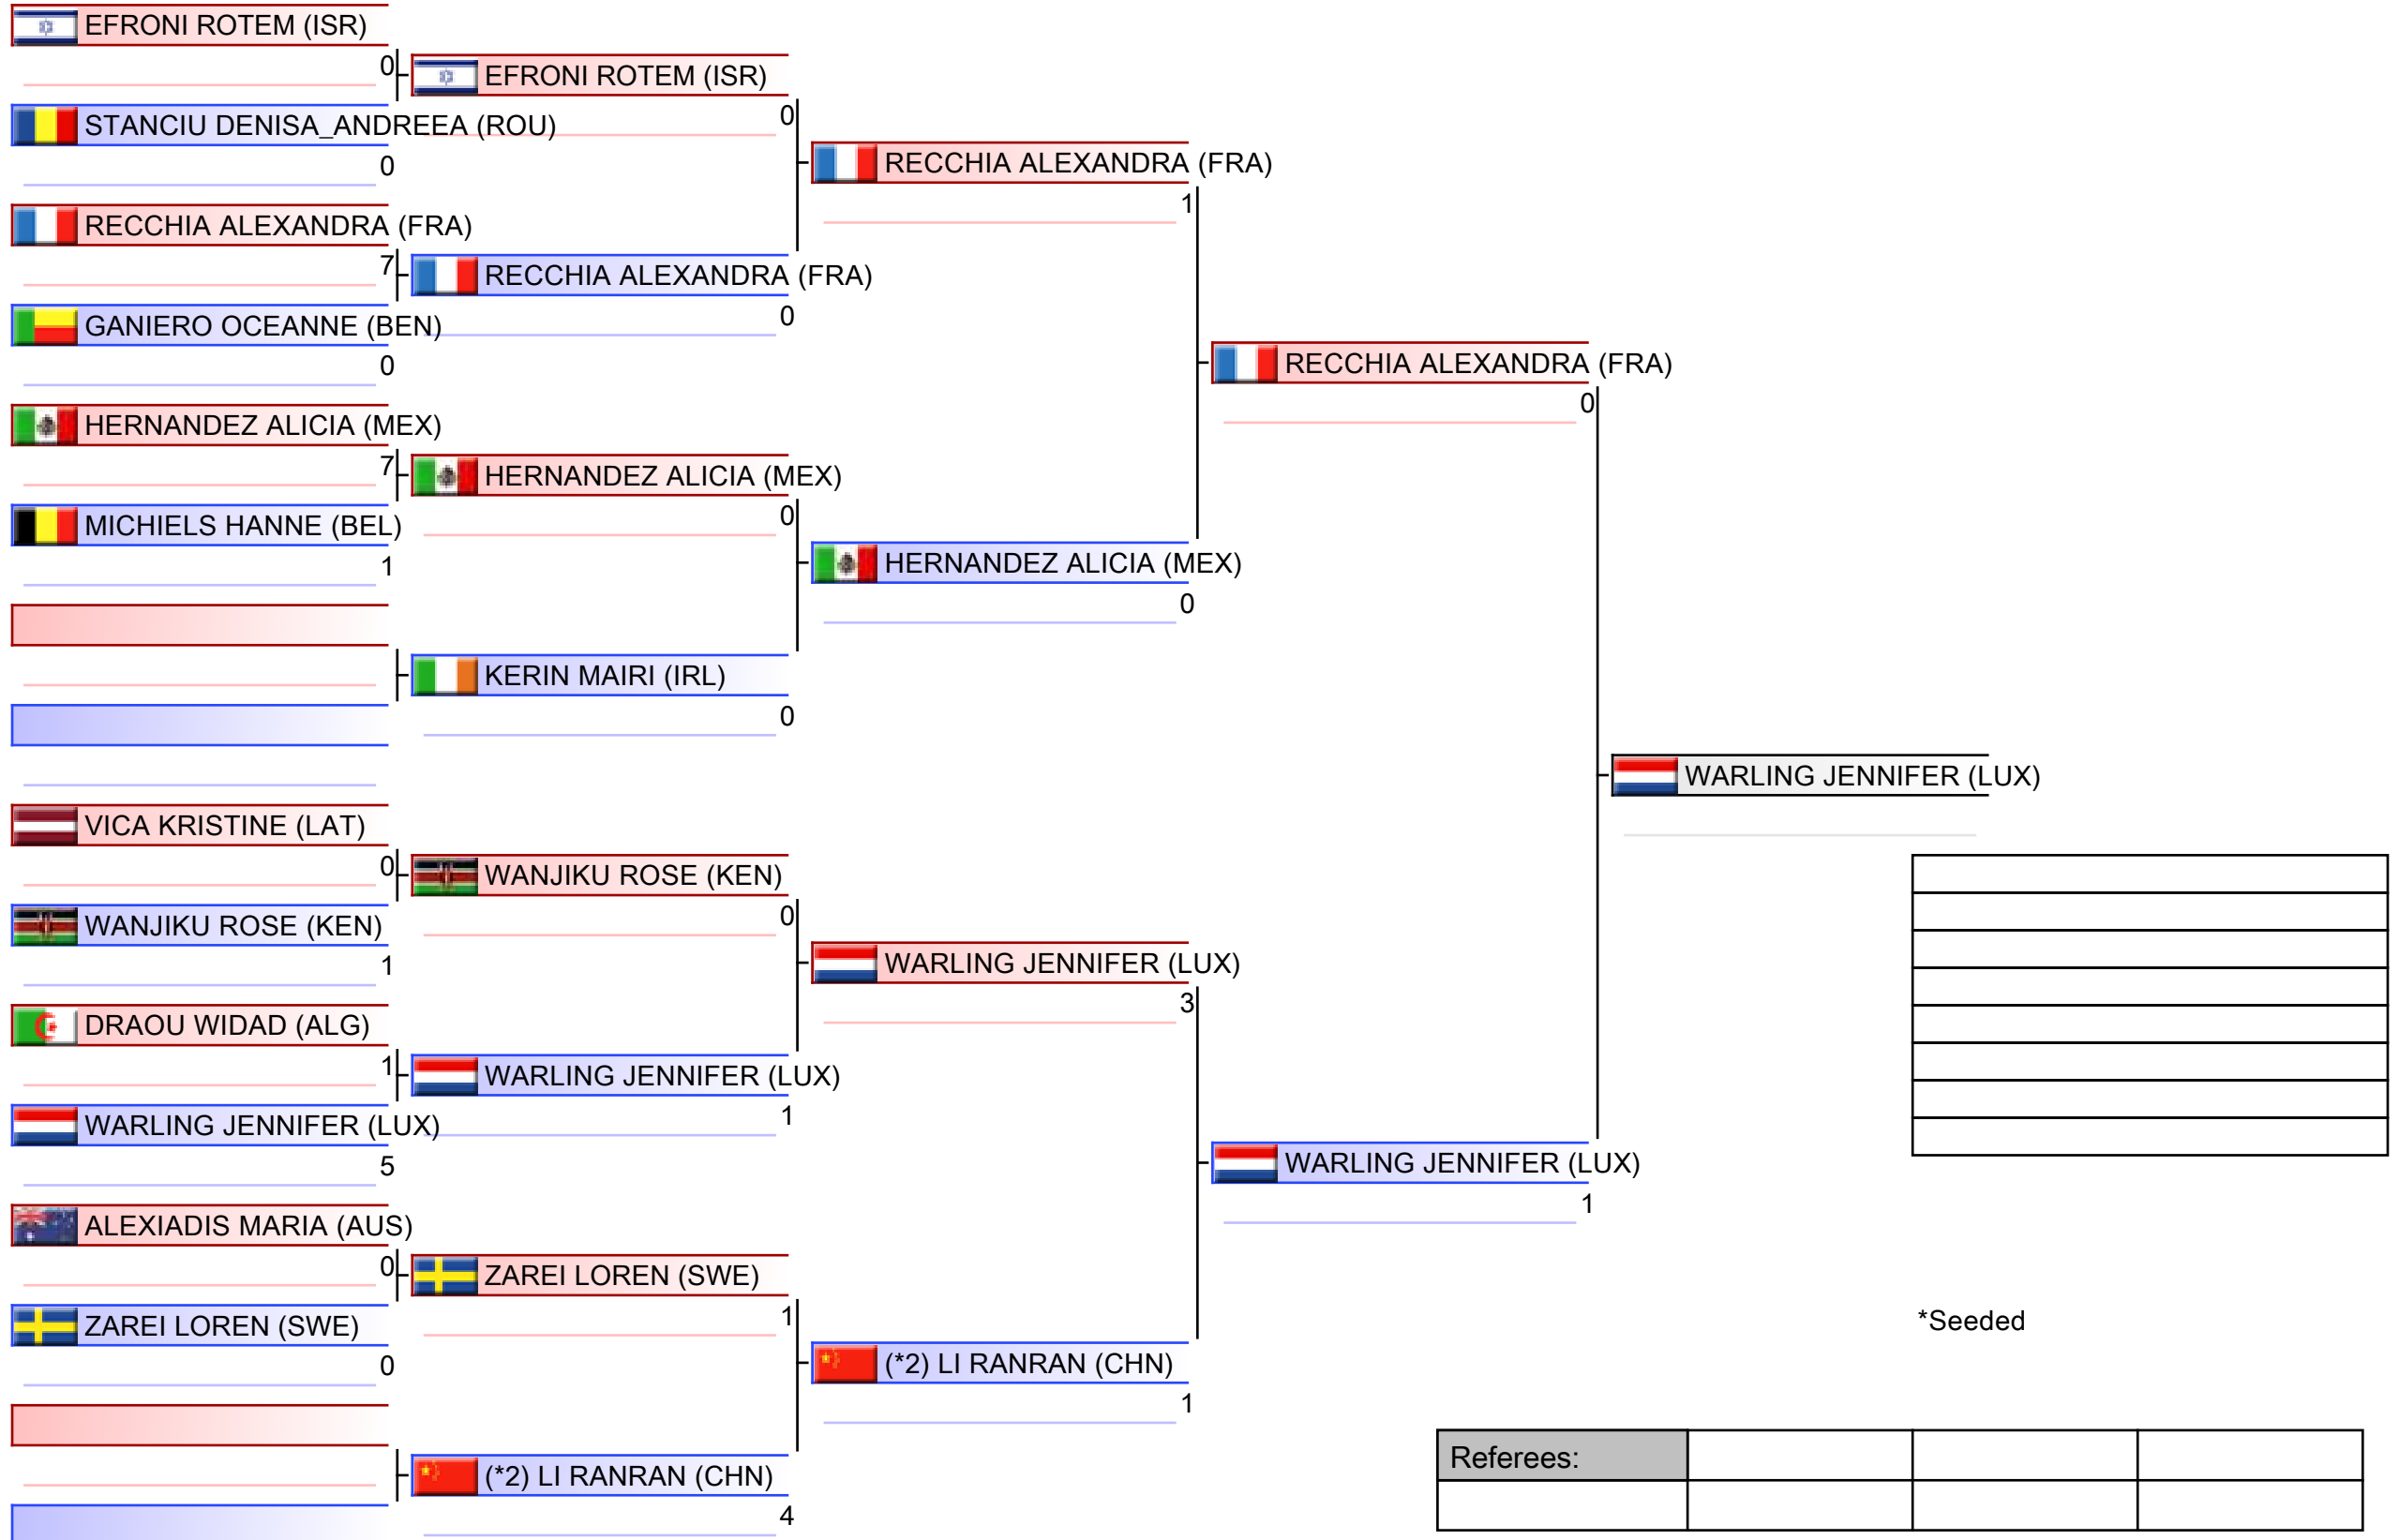 EFRONI ROTEM (ISR)
0
STANCIU DENISA_ANDREEA (ROU)
0
RECCHIA ALEXANDRA (FRA)
7
GANIERO OCEANNE (BEN)
0
HERNANDEZ ALICIA (MEX)
7
MICHIELS HANNE (BEL)
1
VICA KRISTINE (LAT)
0
WANJIKU ROSE (KEN)
1
DRAOU WIDAD (ALG)
1
WARLING JENNIFER (LUX)
5
ALEXIADIS MARIA (AUS)
0
ZAREI LOREN (SWE)
0
EFRONI ROTEM (ISR)
0
RECCHIA ALEXANDRA (FRA)
0
HERNANDEZ ALICIA (MEX)
0
KERIN MAIRI (IRL)
0
WANJIKU ROSE (KEN)
0
WARLING JENNIFER (LUX)
1
ZAREI LOREN (SWE)
1
(*2) LI RANRAN (CHN)
4
RECCHIA ALEXANDRA (FRA)
1
HERNANDEZ ALICIA (MEX)
0
WARLING JENNIFER (LUX)
3
(*2) LI RANRAN (CHN)
1
RECCHIA ALEXANDRA (FRA)
0
WARLING JENNIFER (LUX)
1
WARLING JENNIFER (LUX)
*Seeded
Referees: